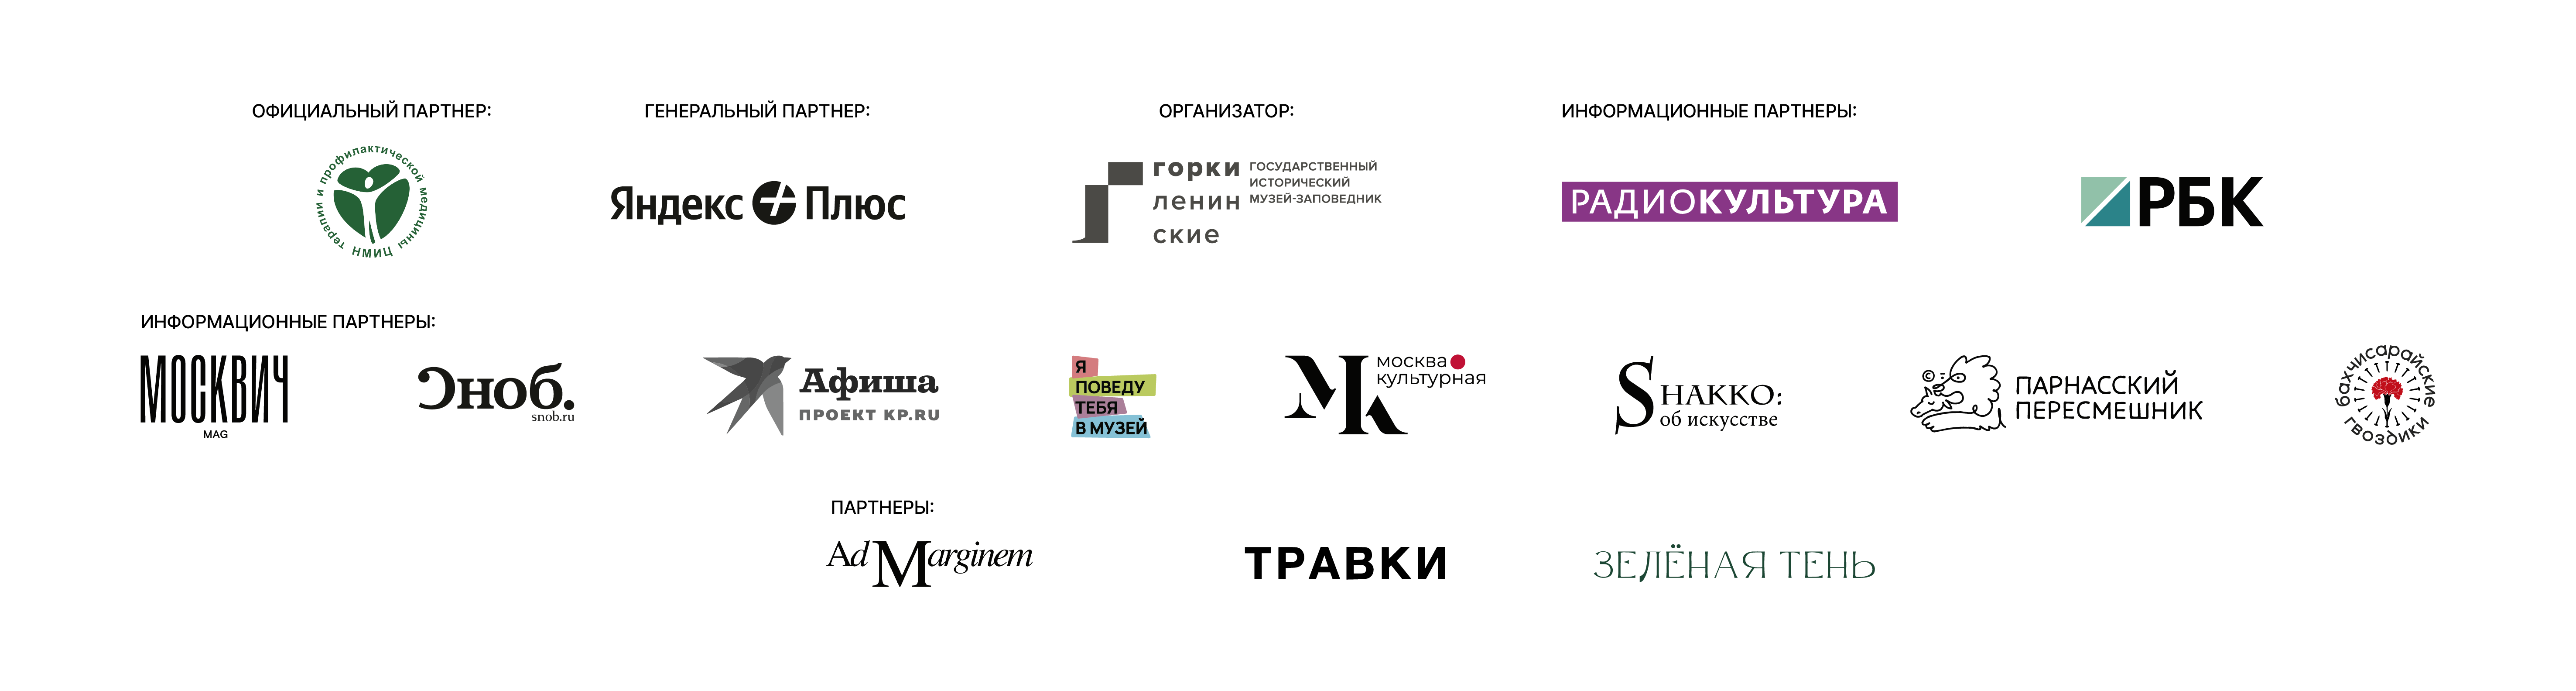 ОФИЦИАЛЬНЫЙ ПАРТНЕР:
НМИЦ терапии и профилактической медицины
ГЕНЕРАЛЬНЫЙ ПАРТНЕР:
Яндекс Плюс
ОРГАНИЗАТОР:
горки
ленин
ские
ГОСУДАРСТВЕННЫЙ
ИСТОРИЧЕСКИЙ
МУЗЕЙ-ЗАПОВЕДНИК
ИНФОРМАЦИОННЫЕ ПАРТНЕРЫ:
РАДИОКУЛЬТУРА
РБК
ИНФОРМАЦИОННЫЕ ПАРТНЕРЫ:
МОСКВИЧ
MAG
Сноб.
snob.ru
Афиша
ПРОЕКТ KP.RU
Я
ПОВЕДУ
ТЕБЯ
В МУЗЕЙ
МК
москва
культурная
SHAKKO:
об искусстве
©
ПАРНАССКИЙ
ПЕРЕСМЕШНИК
бахчисарайские
гвоздики
ПАРТНЕРЫ:
Ad Marginem
ТРАВКИ
ЗЕЛЁНАЯ ТЕНЬ